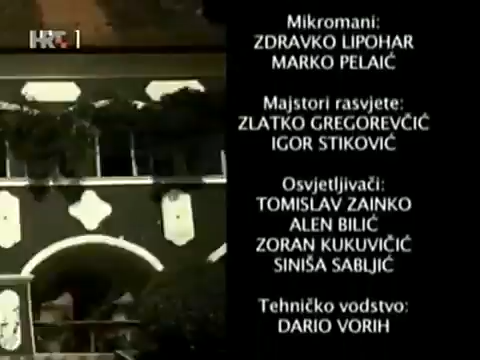 HRT 1
Mikromani:
ZDRAVKO LIPOHAR
MARKO PELAIĆ
Majstori rasvjete:
ZLATKO GREGOREVČIĆ
IGOR STIKOVIĆ
Osvjetljivači:
TOMISLAV ZAINKO
ALEN BILIĆ
ZORAN KUKUVIČIĆ
SINIŠA SABLJIĆ
Tehničko vodstvo:
DARIO VORIH